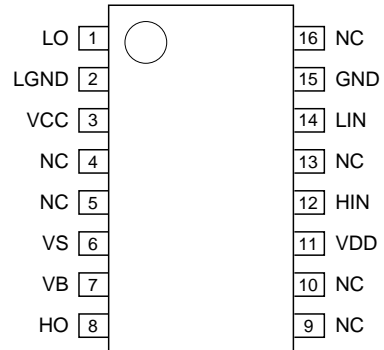 LO 1 16 NC
LGND 2 15 GND
VCC 3 14 LIN
NC 4 13 NC
NC 5 12 HIN
VS 6 11 VDD
VB 7 10 NC
HO 8 9 NC